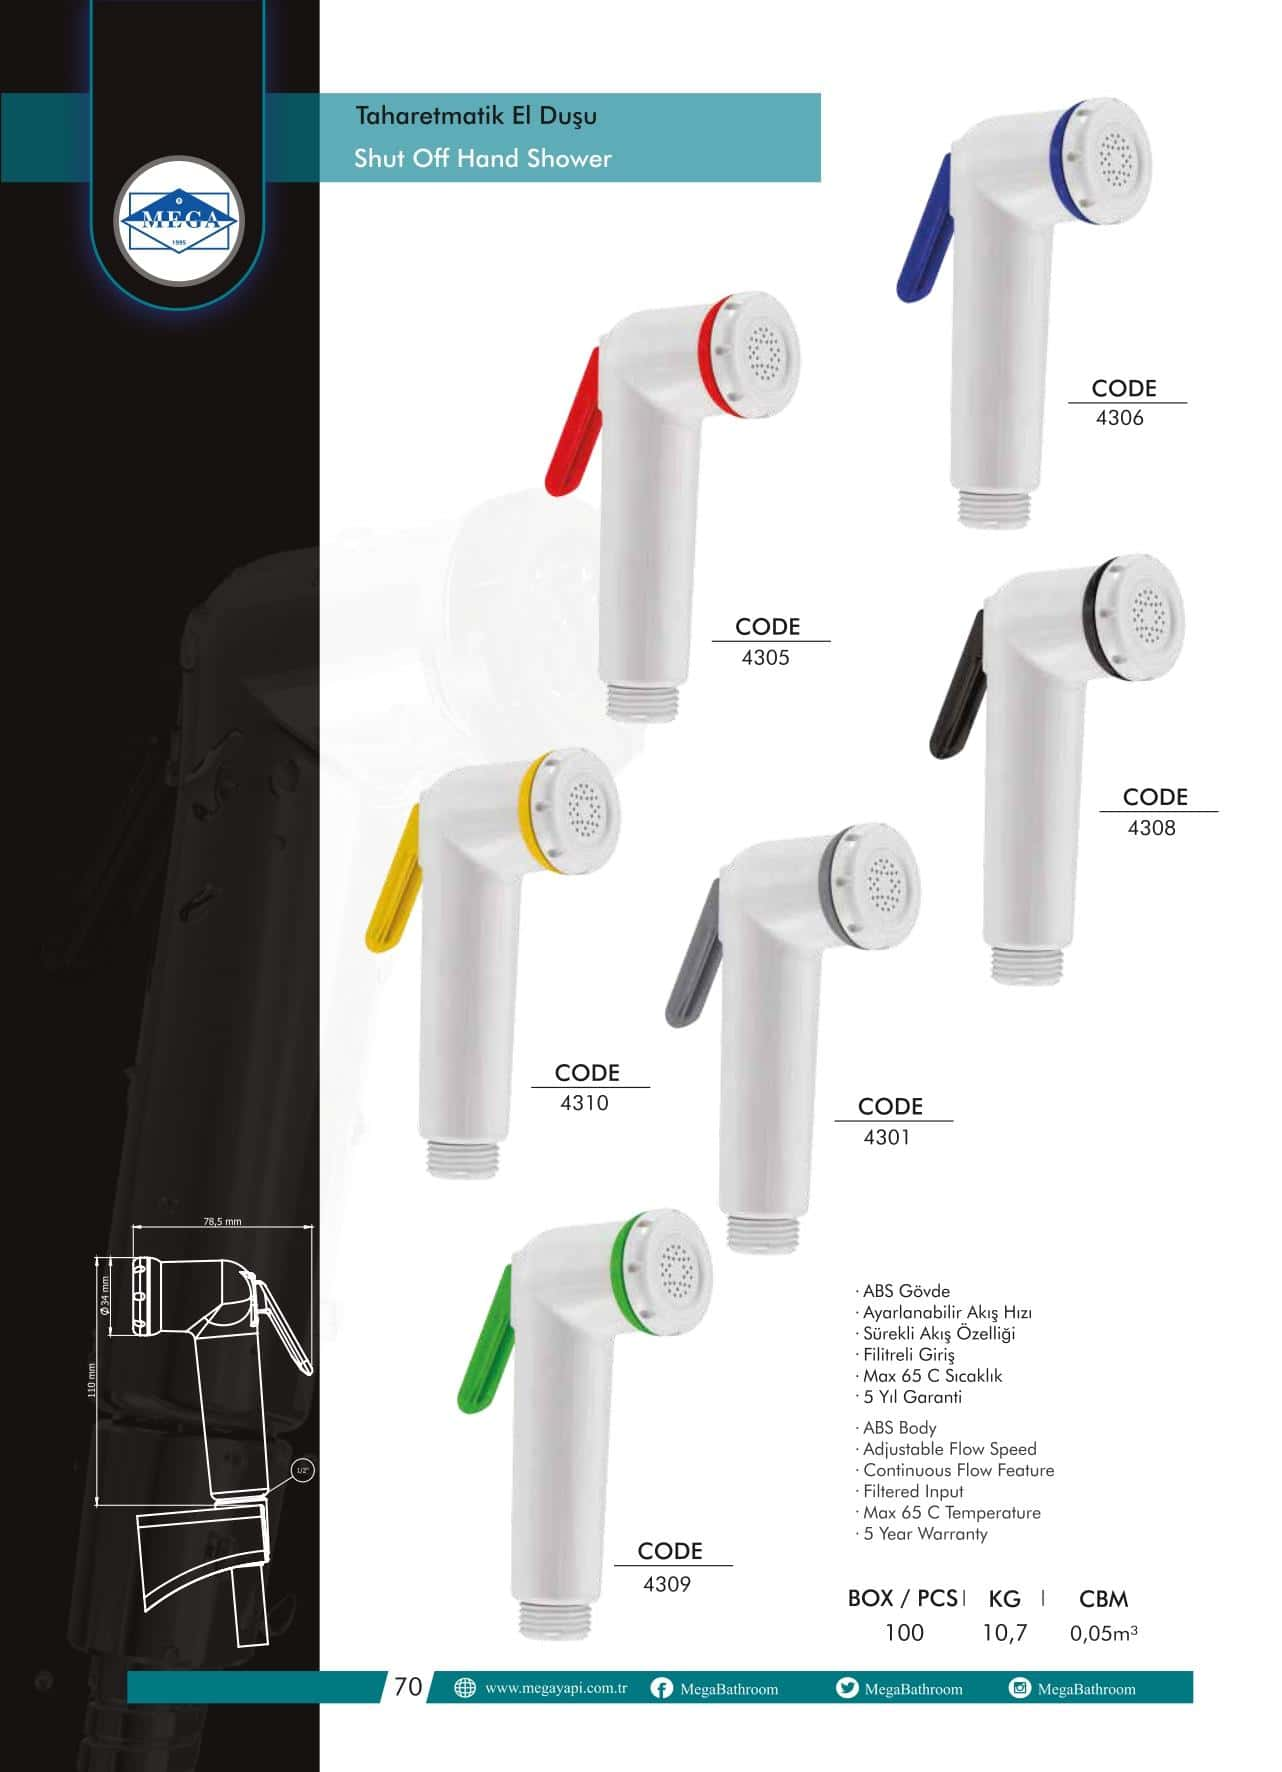 Taharetmatik El Duşu
Shut Off Hand Shower
MEGA
1995
CODE
4306
CODE
4305
CODE
4308
CODE
4310
CODE
4301
CODE
4309
78,5 mm
Ø34 mm
110 mm
1/2"
· ABS Gövde
· Ayarlanabilir Akış Hızı
· Sürekli Akış Özelliği
· Filitreli Giriş
· Max 65 C Sıcaklık
· 5 Yıl Garanti
· ABS Body
· Adjustable Flow Speed
· Continuous Flow Feature
· Filtered Input
· Max 65 C Temperature
· 5 Year Warranty
BOX / PCS | KG | CBM
100 10,7 0,05m³
70 www.megayapi.com.tr MegaBathroom MegaBathroom MegaBathroom